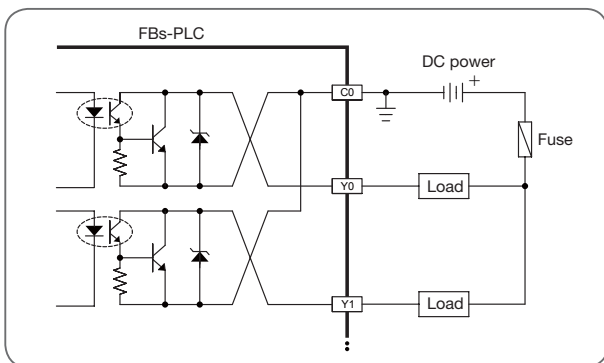 FBs-PLC
DC power
C0
+
Fuse
Y0
Load
Y1
Load